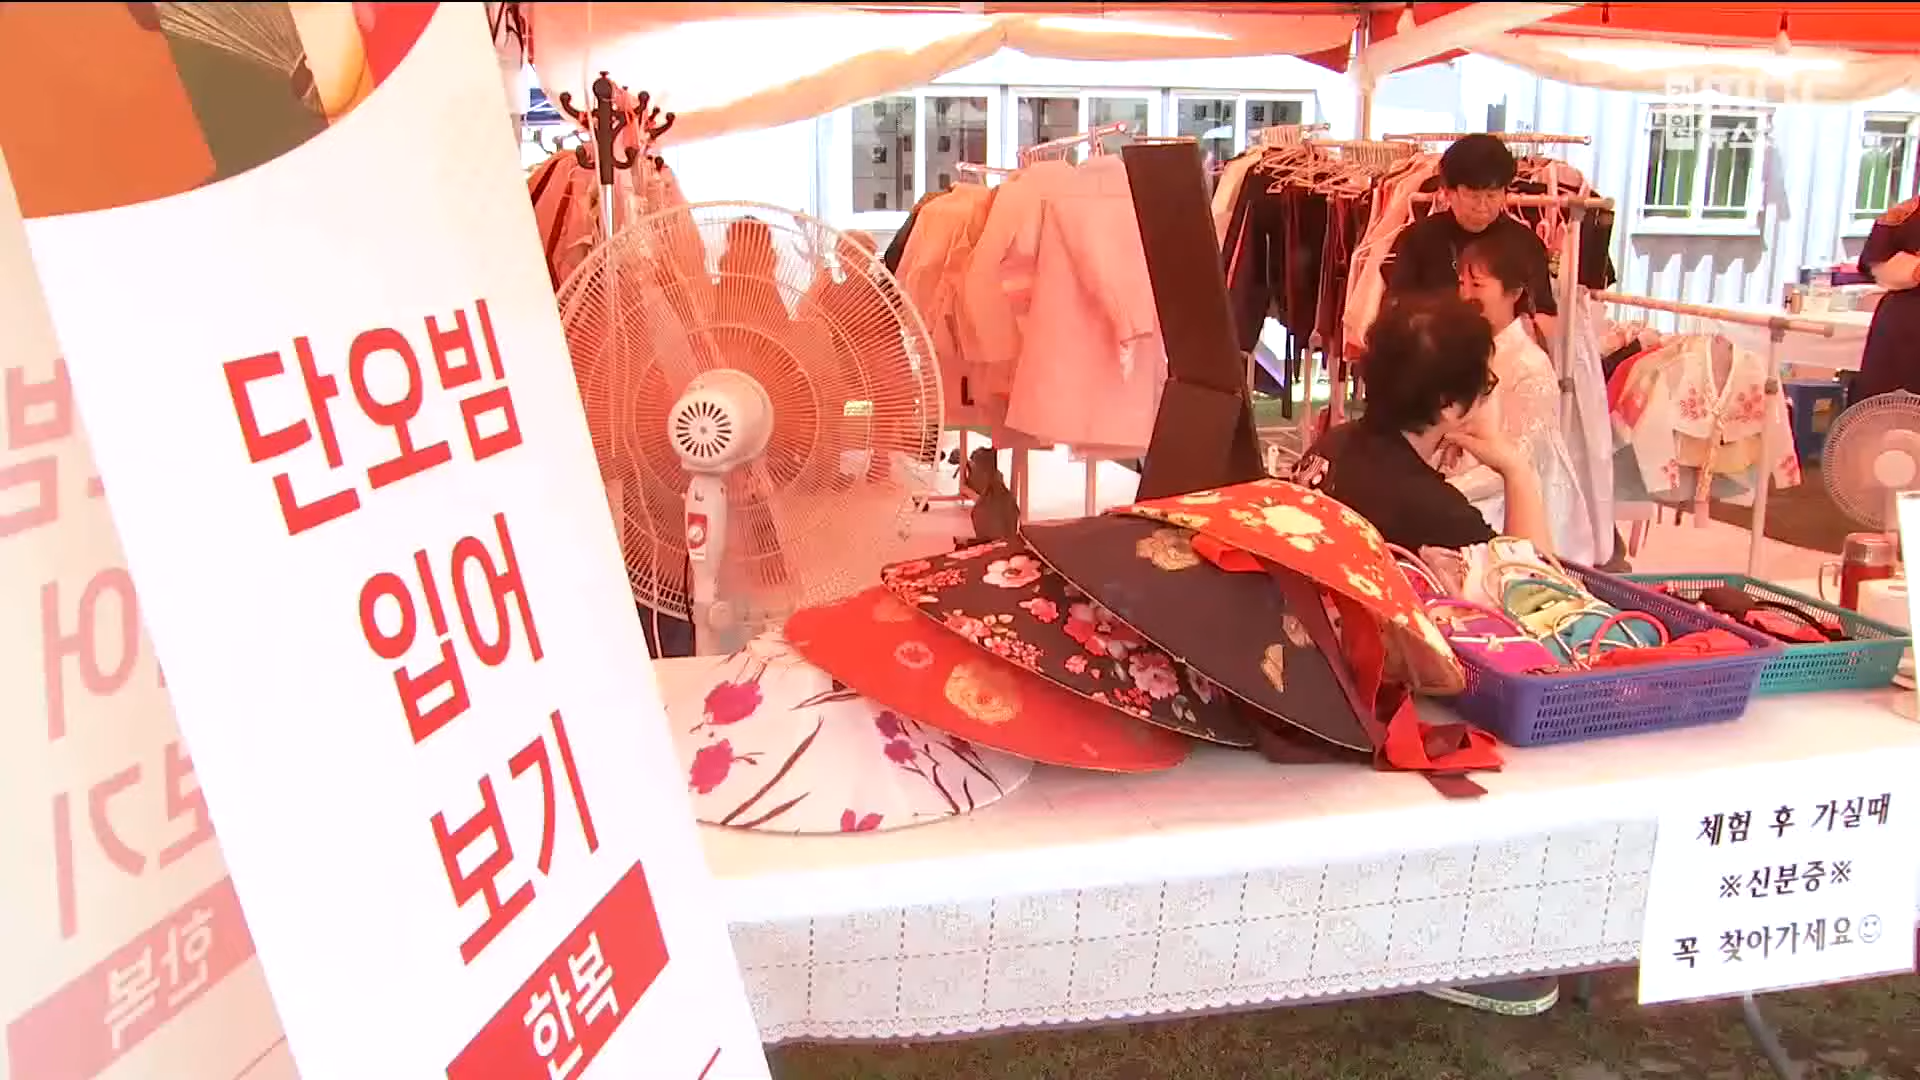 단오빔
입어
보기
한복
체험 후 가실때
※신분증※
꼭 찾아가세요☺
L